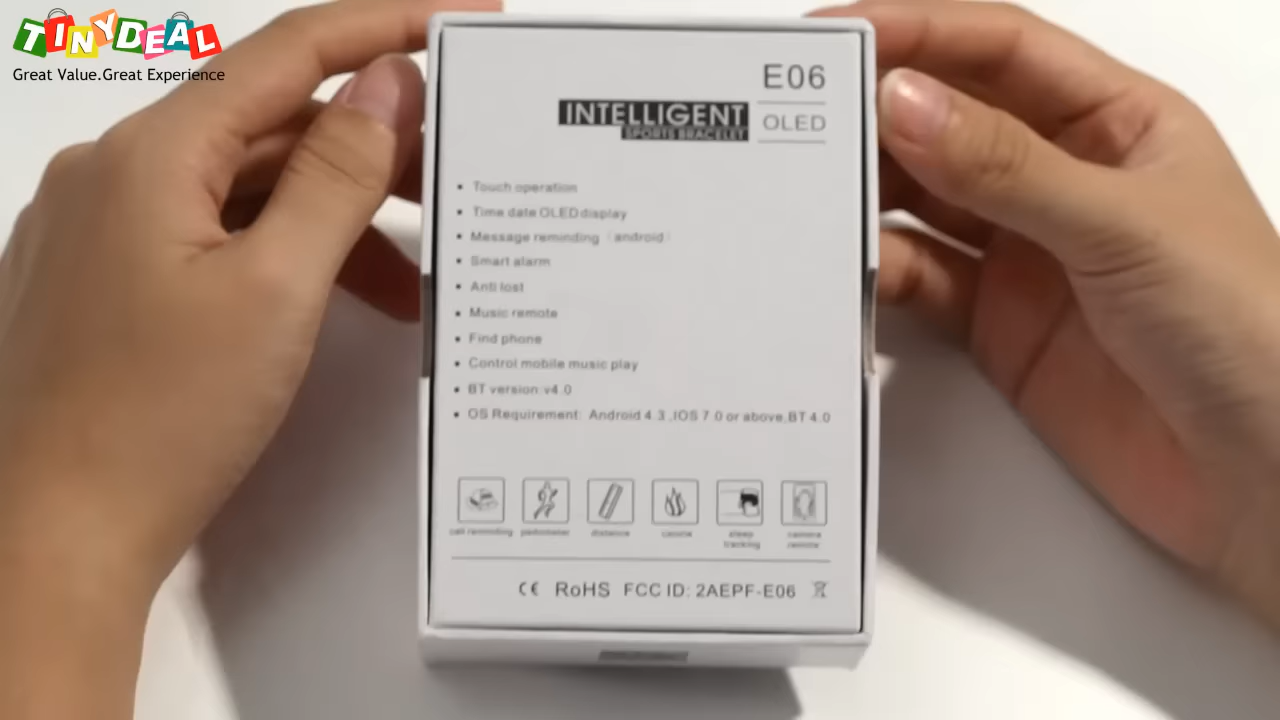 TINYDEAL
Great Value.Great Experience
E06
INTELLIGENT
SPORTS BRACELET
OLED
• Touch operation
• Time date OLED display
• Message reminding (android)
• Smart alarm
• Anti lost
• Music remote
• Find phone
• Control mobile music play
• BT version:v4.0
• OS Requirement: Android 4.3 ,IOS 7.0 or above,BT 4.0
call reminding
pedometer
distance
calorie
sleep
tracking
camera
remote
CE RoHS FCC ID: 2AEPF-E06